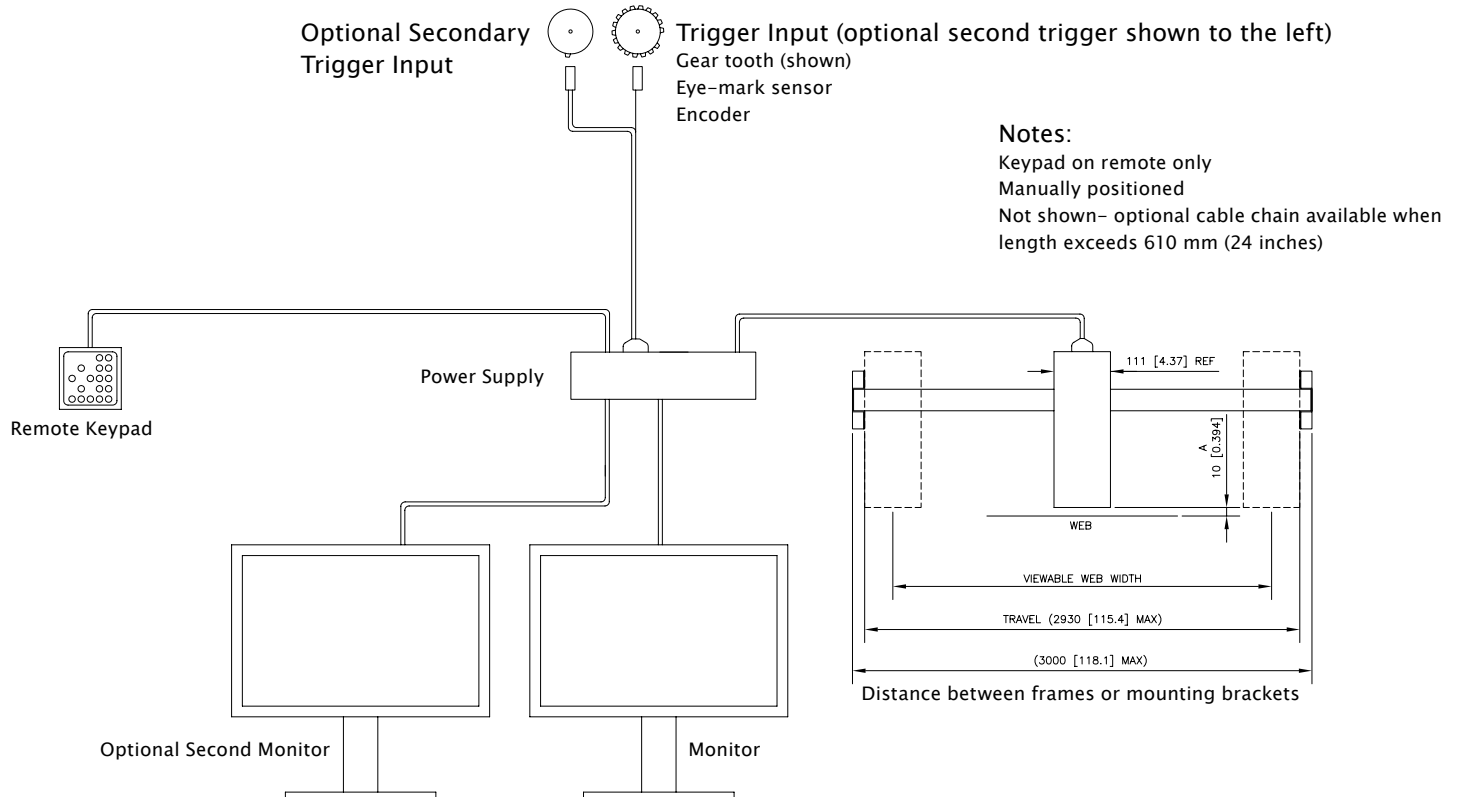 Optional Secondary
Trigger Input
Trigger Input (optional second trigger shown to the left)
Gear tooth (shown)
Eye-mark sensor
Encoder
Notes:
Keypad on remote only
Manually positioned
Not shown- optional cable chain available when
length exceeds 610 mm (24 inches)
Remote Keypad
Power Supply
111 [4.37] REF
A
10 [0.394]
WEB
VIEWABLE WEB WIDTH
TRAVEL (2930 [115.4] MAX)
(3000 [118.1] MAX)
Distance between frames or mounting brackets
Optional Second Monitor
Monitor